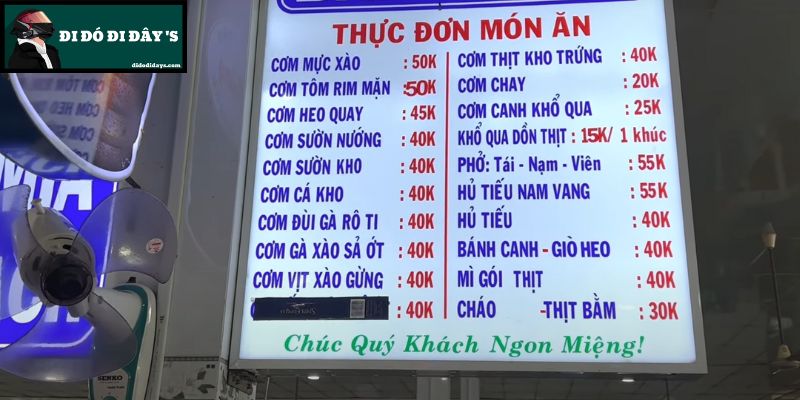 ĐI DÓ ĐI DÂY'S
didodidays.com
THỰC ĐƠN MÓN ĂN
CƠM MỰC XÀO : 50K
CƠM TÔM RIM MẶN :50K
CƠM HEO QUAY : 45K
CƠM SƯỜN NƯỚNG : 40K
CƠM SƯỜN KHO : 40K
CƠM CÁ KHO : 40K
CƠM ĐÙI GÀ RÔ TI : 40K
CƠM GÀ XÀO SẢ ỚT : 40K
CƠM VỊT XÀO GỪNG : 40K
: 40K
CƠM THỊT KHO TRỨNG : 40K
CƠM CHAY : 20K
CƠM CANH KHỔ QUA : 25K
KHỔ QUA DỒN THỊT : 15K/ 1 khúc
PHỞ: Tái - Nạm - Viên : 55K
HỦ TIẾU NAM VANG : 55K
HỦ TIẾU : 40K
BÁNH CANH - GIÒ HEO : 40K
MÌ GÓI THỊT : 40K
CHÁO -THỊT BẰM : 30K
Chúc Quý Khách Ngon Miệng!
SENKO